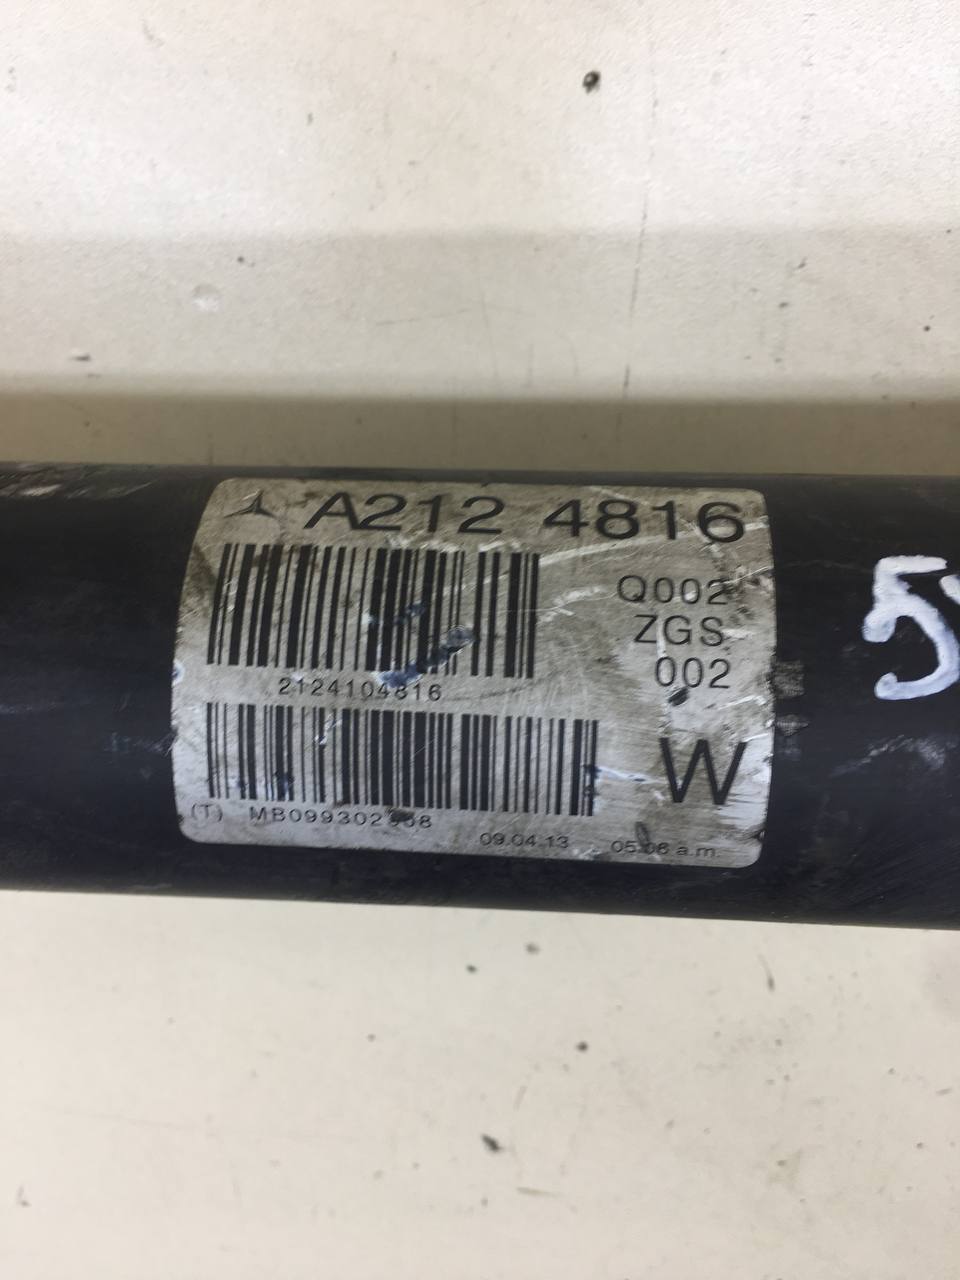 A212 4816
Q002
ZGS
002
2124104816
W
(T)
09.04.13 a.m.